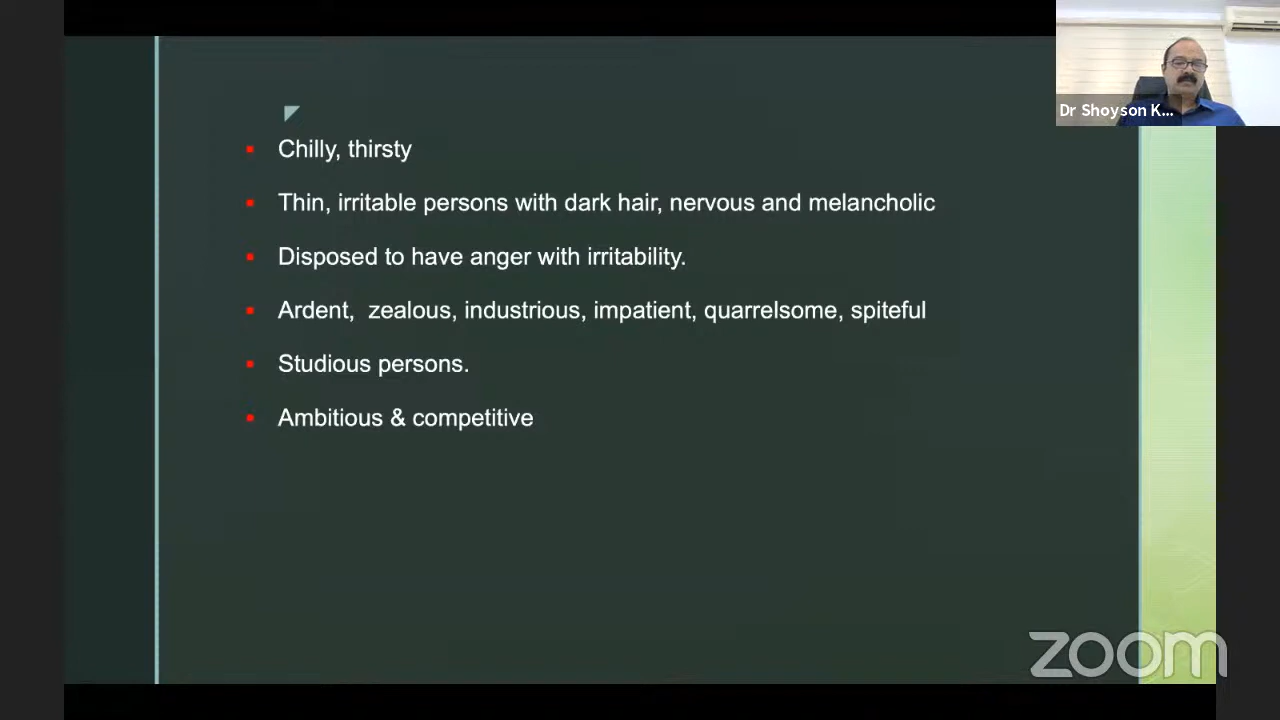 Dr Shoyson K...
Chilly, thirsty
Thin, irritable persons with dark hair, nervous and melancholic
Disposed to have anger with irritability.
Ardent,  zealous, industrious, impatient, quarrelsome, spiteful
Studious persons.
Ambitious & competitive
zoom